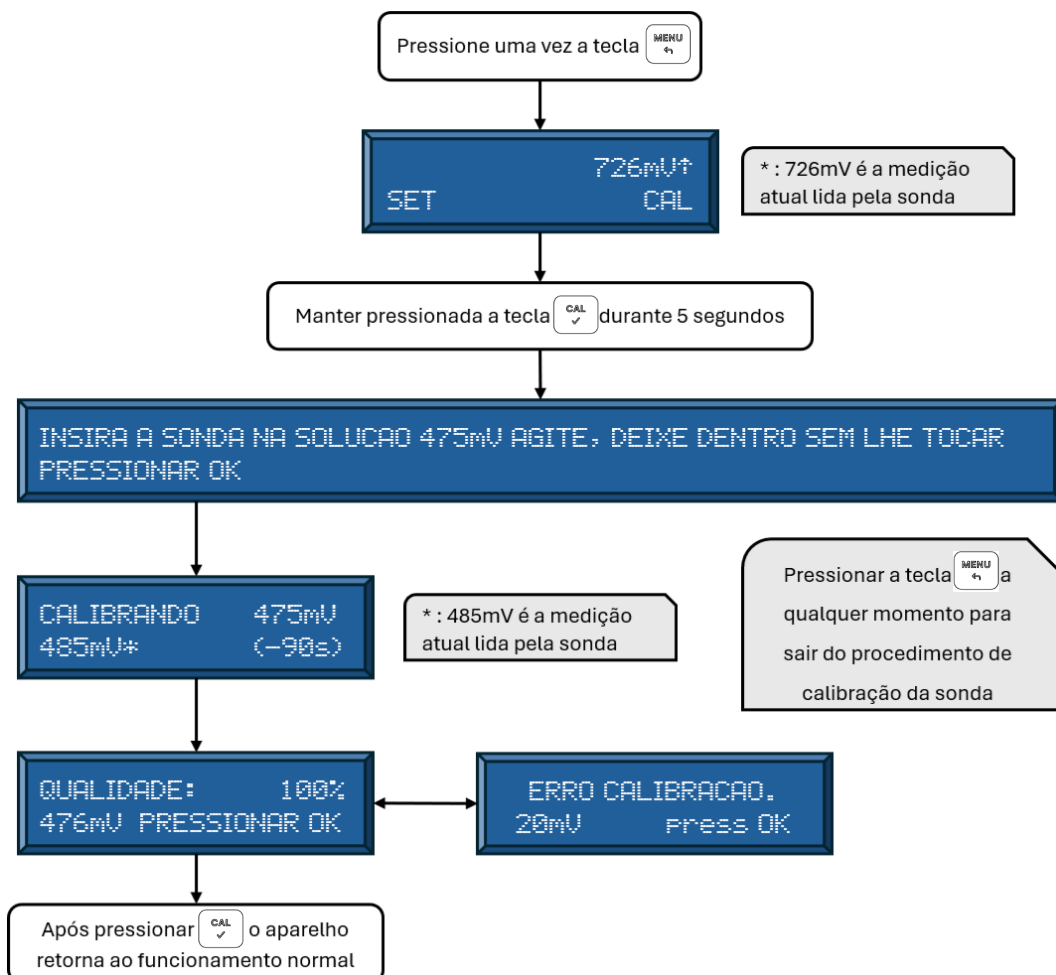 Pressione uma vez a tecla MENU
726mV↑
SET CAL
* : 726mV é a medição
atual lida pela sonda
Manter pressionada a tecla CAL durante 5 segundos
INSIRA A SONDA NA SOLUCAO 475mV AGITE, DEIXE DENTRO SEM LHE TOCAR
PRESSIONAR OK
CALIBRANDO 475mV
485mV* (-90s)
* : 485mV é a medição
atual lida pela sonda
Pressionar a tecla MENU a
qualquer momento para
sair do procedimento de
calibração da sonda
QUALIDADE: 100%
476mV PRESSIONAR OK
ERRO CALIBRACAO.
20mV press OK
Após pressionar CAL o aparelho
retorna ao funcionamento normal